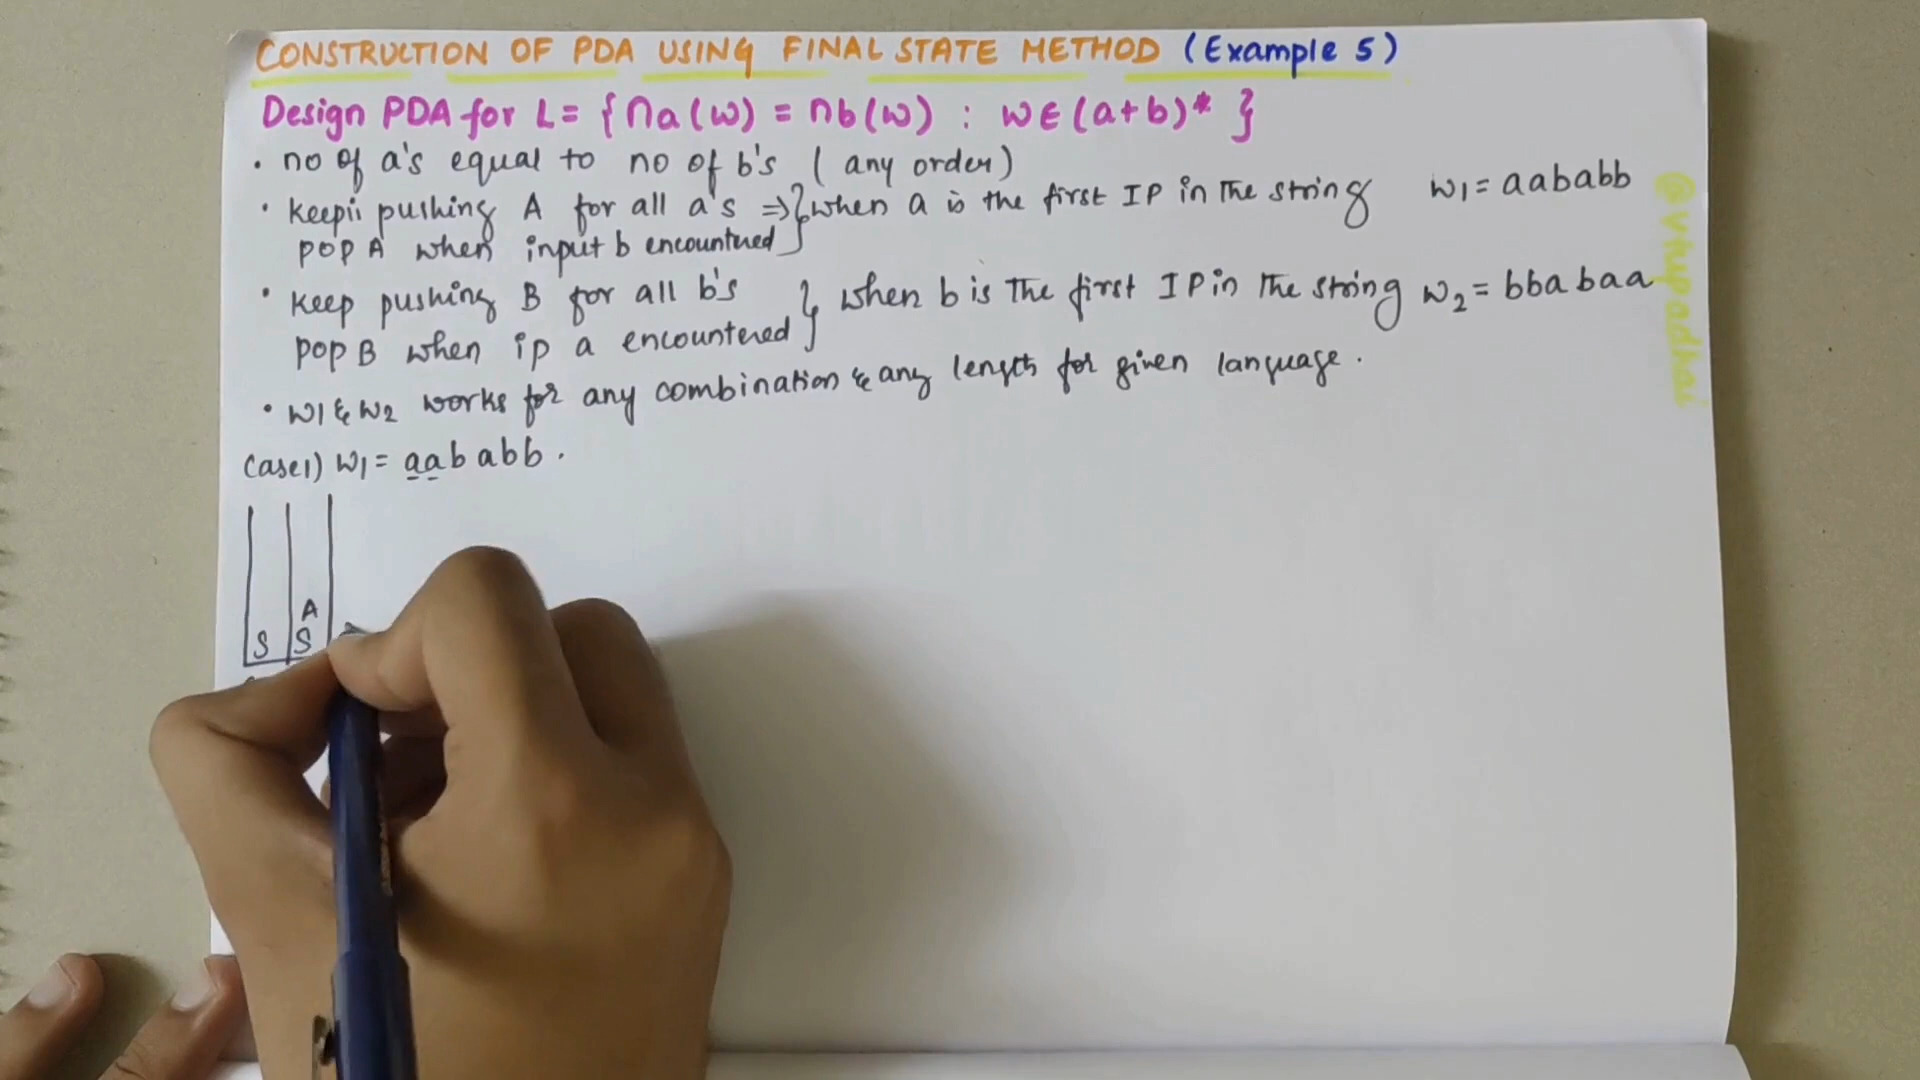 CONSTRUCTION OF PDA USING FINAL STATE METHOD (Example 5)
Design PDA for L = {na(w) = nb(w) : w∈(a+b)* }
• no of a's equal to no of b's (any order)
• Keepii pushing A for all a's => } when a is the first IP in the string w1 = aababb
pop A when input b encountered
• Keep pushing B for all b's } when b is the first IP in the string w2 = bbabaa
pop B when ip a encountered
• w1 & w2 works for any combination & any length for given language.
Case1) w1 = aababb.
A
S S
@vtupadhai